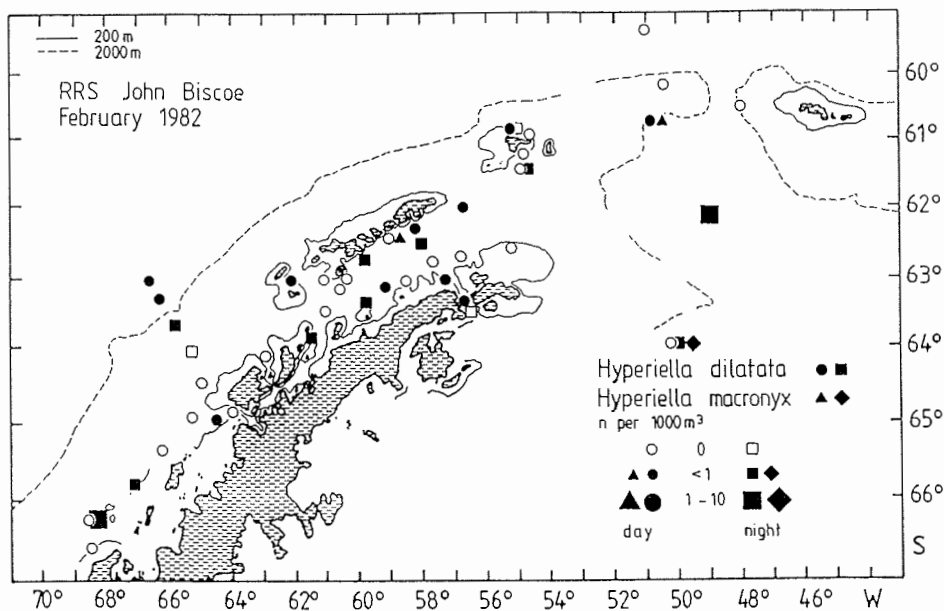 200 m
2000 m
RRS John Biscoe
February 1982
60°
61°
62°
63°
64°
Hyperiella dilatata
Hyperiella macronyx
n per 1000 m³
0
<1
1 - 10
day night
65°
66°
S
70° 68° 66° 64° 62° 60° 58° 56° 54° 52° 50° 48° 46° W